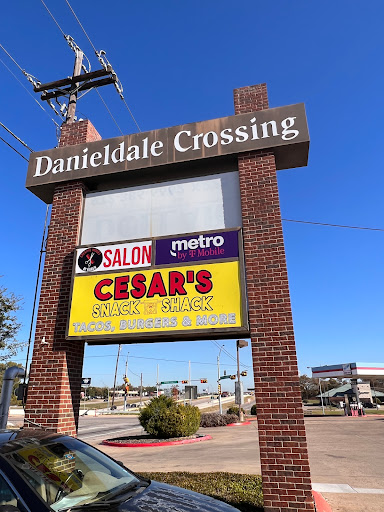 Danieldale Crossing
SALON
metro
by T Mobile
CESAR'S
SNACK SHACK
TACOS, BURGERS & MORE